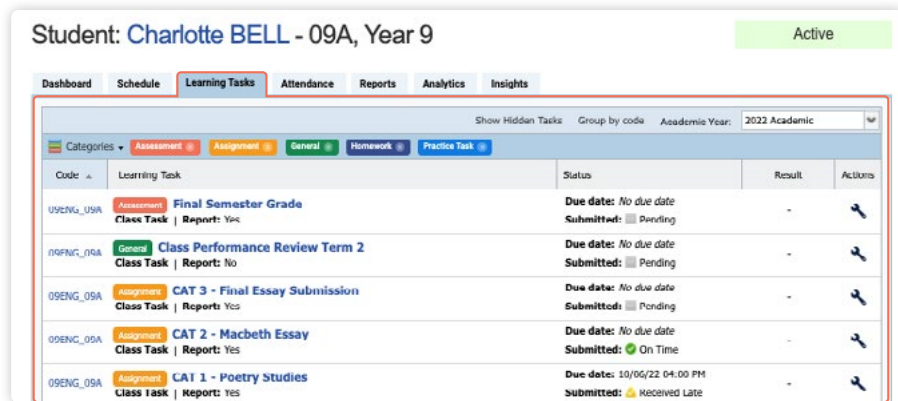 Student: Charlotte BELL - 09A, Year 9
Active
Dashboard Schedule Learning Tasks Attendance Reports Analytics Insights
Show Hidden Tasks Group by code Academic Year: 2022 Academic
Categories Assessment Assignment General Homework Practice Task
Code Learning Task Status Result Actions
09ENG_09A Assessment Final Semester Grade Due date: No due date -
Class Task | Report: Yes Submitted: Pending
09ENG_09A General Class Performance Review Term 2 Due date: No due date -
Class Task | Report: No Submitted: Pending
09ENG_09A Assignment CAT 3 - Final Essay Submission Due date: No due date -
Class Task | Report: Yes Submitted: Pending
09ENG_09A Assignment CAT 2 - Macbeth Essay Due date: No due date -
Class Task | Report: Yes Submitted: On Time
09ENG_09A Assignment CAT 1 - Poetry Studies Due date: 10/06/22 04:00 PM -
Class Task | Report: Yes Submitted: Received Late